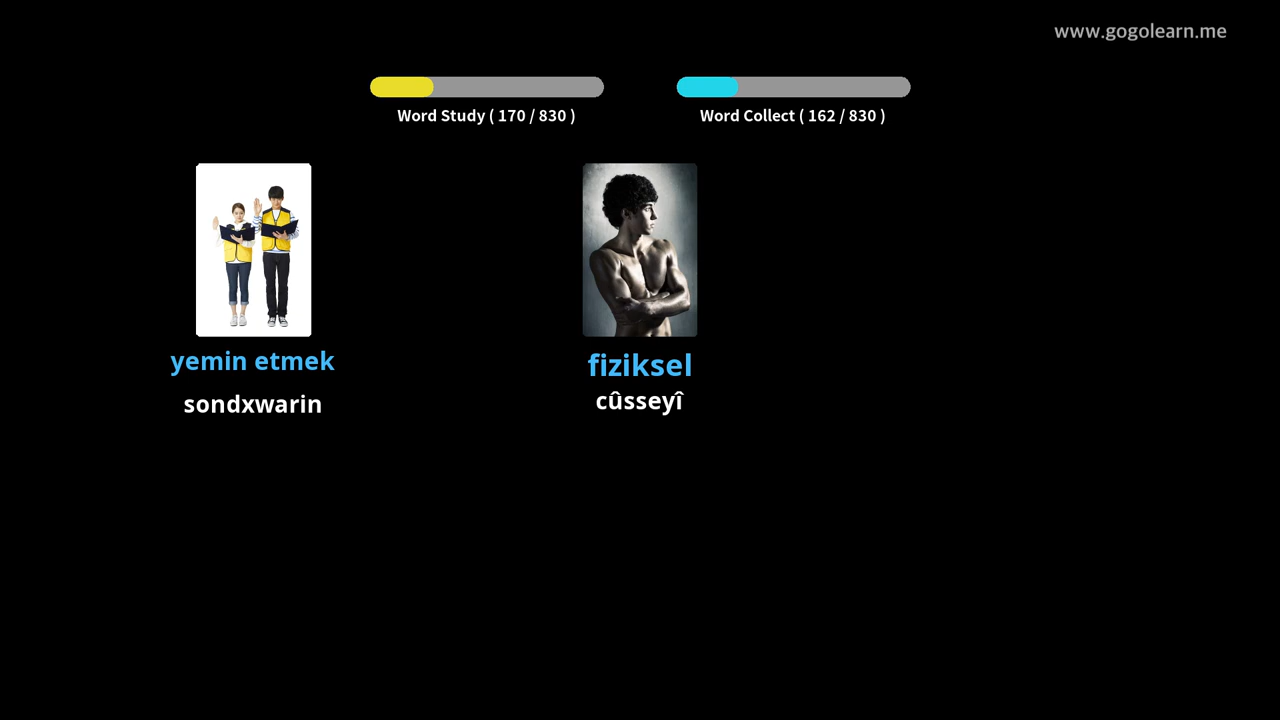 www.gogolearn.me
Word Study ( 170 / 830 )
Word Collect ( 162 / 830 )
yemin etmek
sondxwarin
fiziksel
cûsseyî